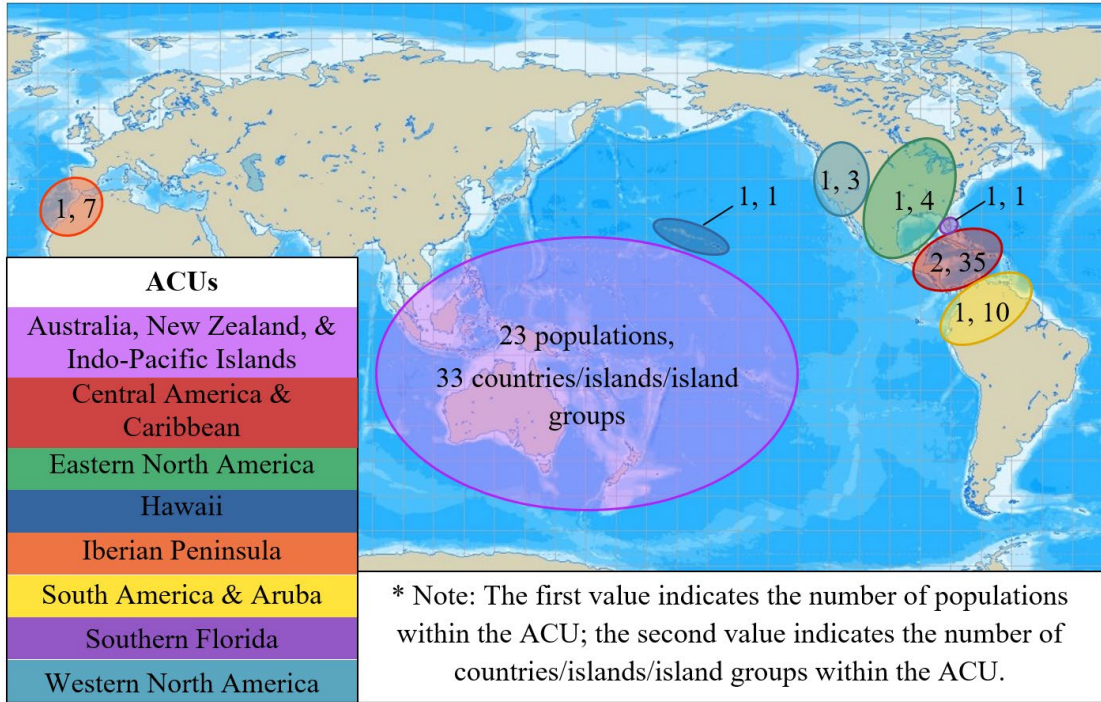 1, 7
1, 1
1, 3
1, 4
1, 1
2, 35
1, 10
23 populations,
33 countries/islands/island
groups
ACUs
Australia, New Zealand, &
Indo-Pacific Islands
Central America &
Caribbean
Eastern North America
Hawaii
Iberian Peninsula
South America & Aruba
Southern Florida
Western North America
* Note: The first value indicates the number of populations
within the ACU; the second value indicates the number of
countries/islands/island groups within the ACU.